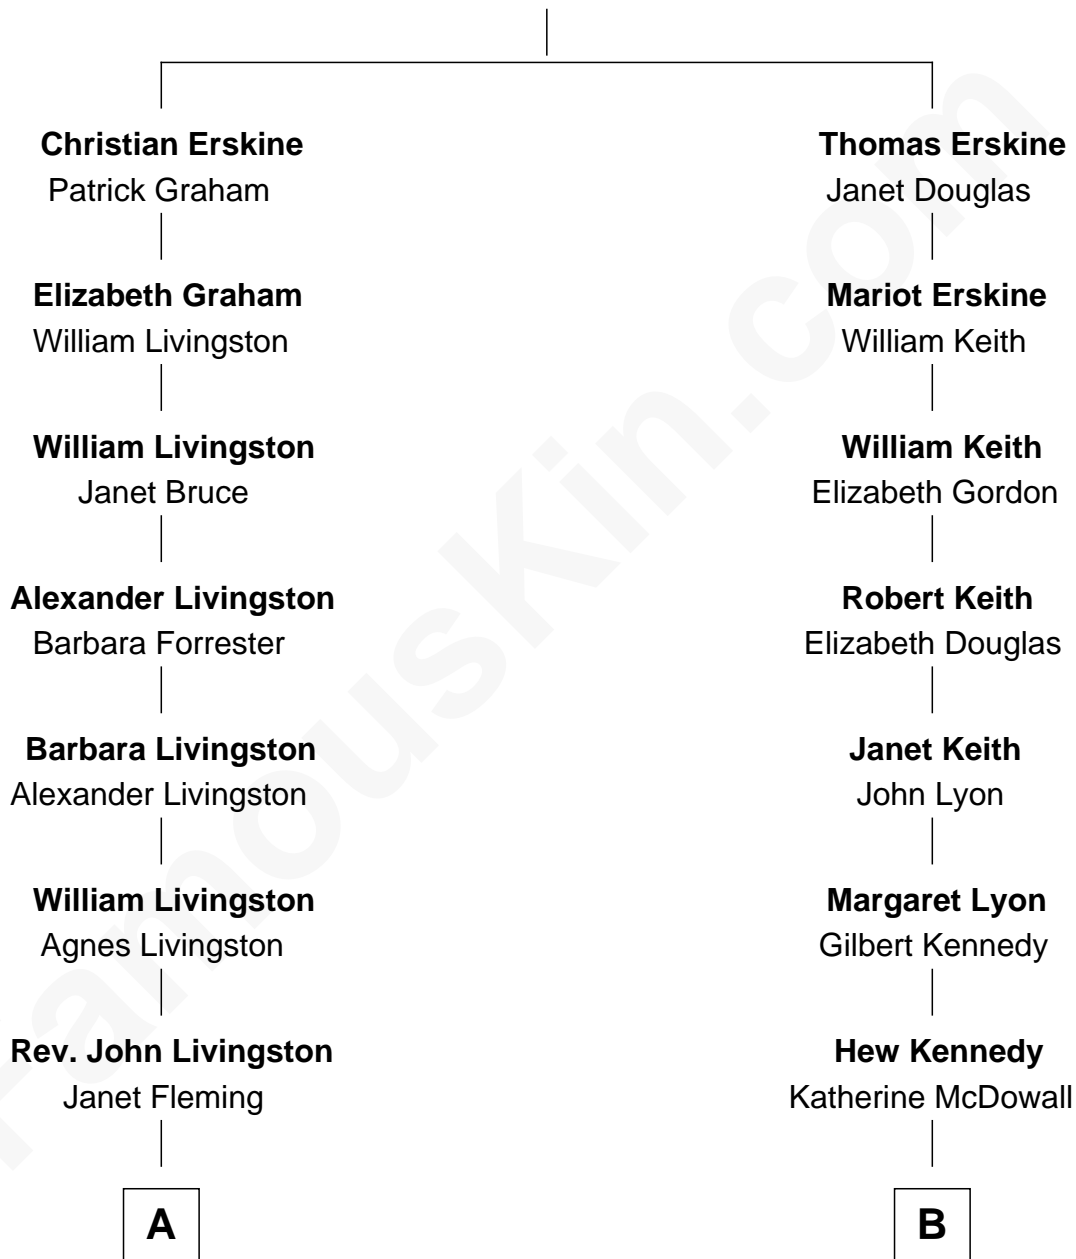 Christian Erskine
Patrick Graham
Thomas Erskine
Janet Douglas
Elizabeth Graham
William Livingston
Mariot Erskine
William Keith
William Livingston
Janet Bruce
William Keith
Elizabeth Gordon
Alexander Livingston
Barbara Forrester
Robert Keith
Elizabeth Douglas
Barbara Livingston
Alexander Livingston
Janet Keith
John Lyon
William Livingston
Agnes Livingston
Margaret Lyon
Gilbert Kennedy
Rev. John Livingston
Janet Fleming
Hew Kennedy
Katherine McDowall
A
B
FamousKin.com